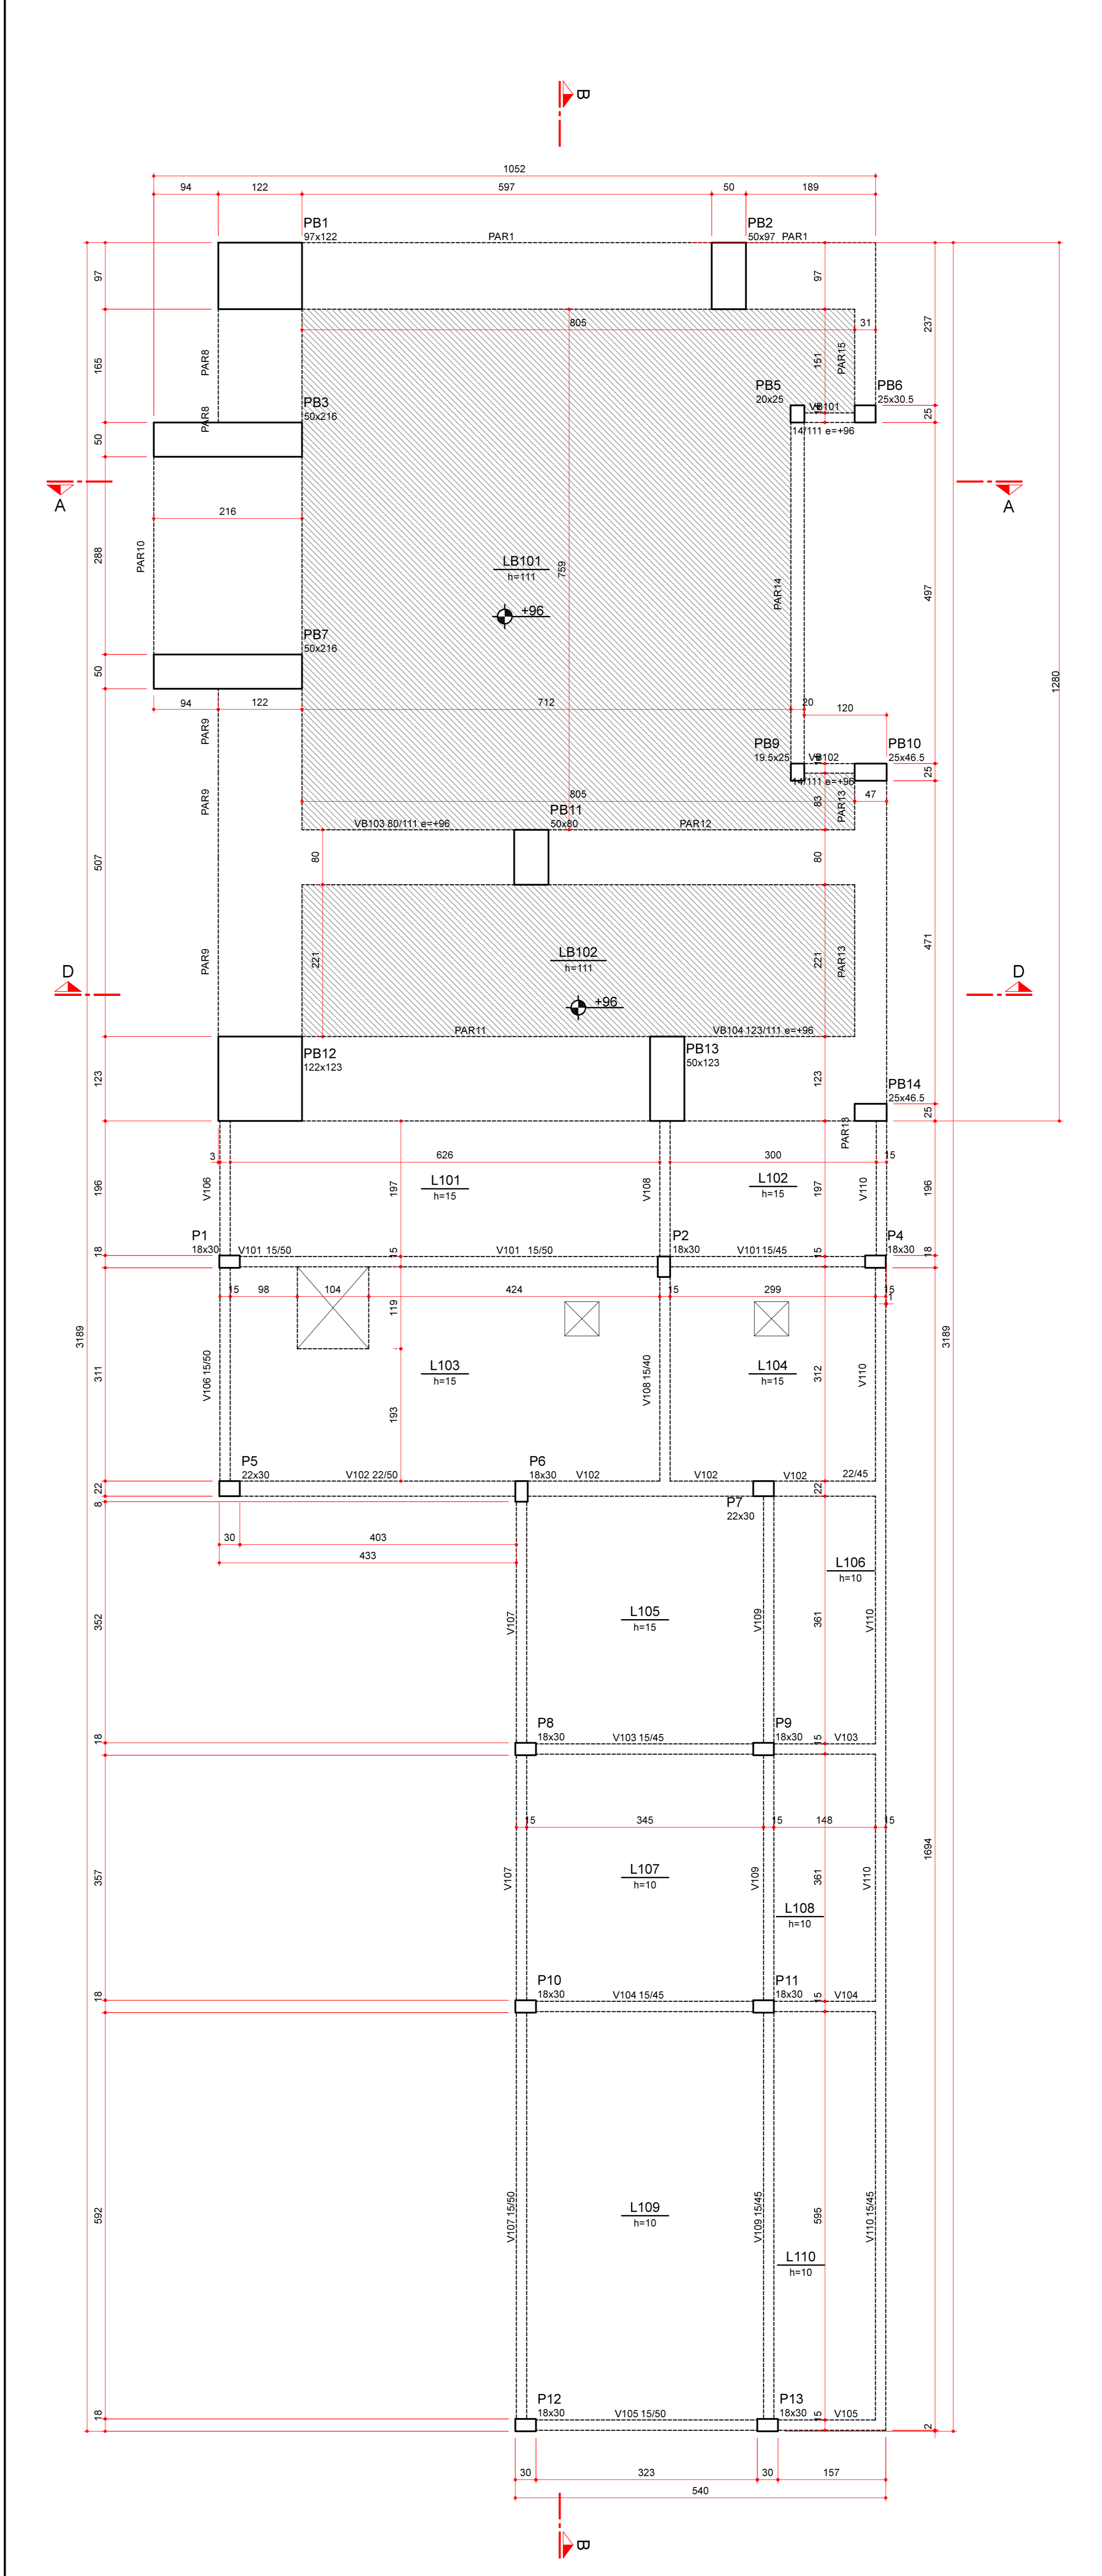 B
1052
94 122 597 50 189
PB1
97x122
PAR1
PB2
50x97 PAR1
97
97
805
31
237
PAR8
165
151
PAR15
PB5
20x25
PB6
25x30.5
PB3
50x216
PAR8
VB101
14/111 e=+96
25
50
A
A
216
PAR10
288
LB101
h=111
759
PAR14
497
+96
PB7
50x216
50
1280
94 122 712 20 120
PAR9
PB9
19.5x25
VB102
PB10
25x46.5
14/111 e=+96
25
805
47
83
PAR13
PAR9
PB11
50x80
VB103 80/111 e=+96
PAR12
80
80
507
471
PAR9
221
LB102
h=111
221
PAR13
D
D
+96
PAR11
VB104 123/111 e=+96
PB12
122x123
PB13
50x123
123
123
PB14
25x46.5
25
PAR13
3 626 300 15
V106
196
197
L101
h=15
V108
L102
h=15
197
V110
196
P1
18x30
18
V101 15/50
15
V101 15/50
P2
18x30
V101 15/45
15
P4
18x30
18
15 98 104 424 15 299 15
1
119
3189
3189
V106 15/50
311
L103
h=15
V108 15/40
L104
h=15
312
V110
193
P5
22x30
V102 22/50
P6
18x30
V102
V102
V102
22/45
22
22
8
P7
22x30
30 403
433
L106
h=10
V107
352
L105
h=15
V109
361
V110
P8
18x30
V103 15/45
P9
18x30
V103
18
15
15 345 15 148 15
V107
357
L107
h=10
V109
361
V110
1694
L108
h=10
P10
18x30
V104 15/45
P11
18x30
V104
18
15
V107 15/50
592
L109
h=10
V109 15/45
595
V110 15/45
L110
h=10
P12
18x30
V105 15/50
P13
18x30
V105
18
15
2
30 323 30 157
540
B